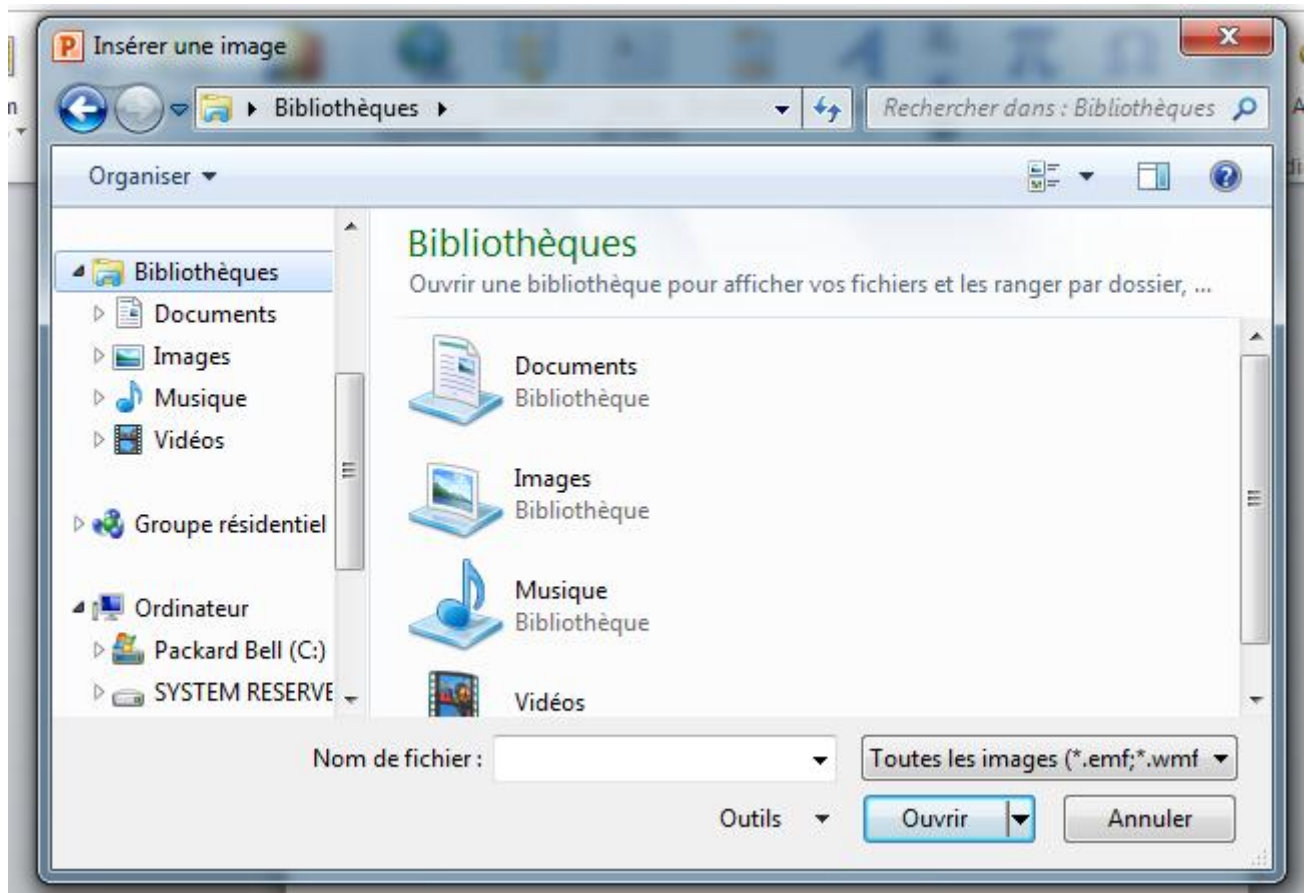 Insérer une image
Bibliothèques
Rechercher dans : Bibliothèques
Organiser
Bibliothèques
Documents
Images
Musique
Vidéos
Groupe résidentiel
Ordinateur
Packard Bell (C:)
SYSTEM RESERVE
Bibliothèques
Ouvrir une bibliothèque pour afficher vos fichiers et les ranger par dossier, ...
Documents
Bibliothèque
Images
Bibliothèque
Musique
Bibliothèque
Vidéos
Nom de fichier :
Toutes les images (*.emf;*.wmf
Outils
Ouvrir
Annuler